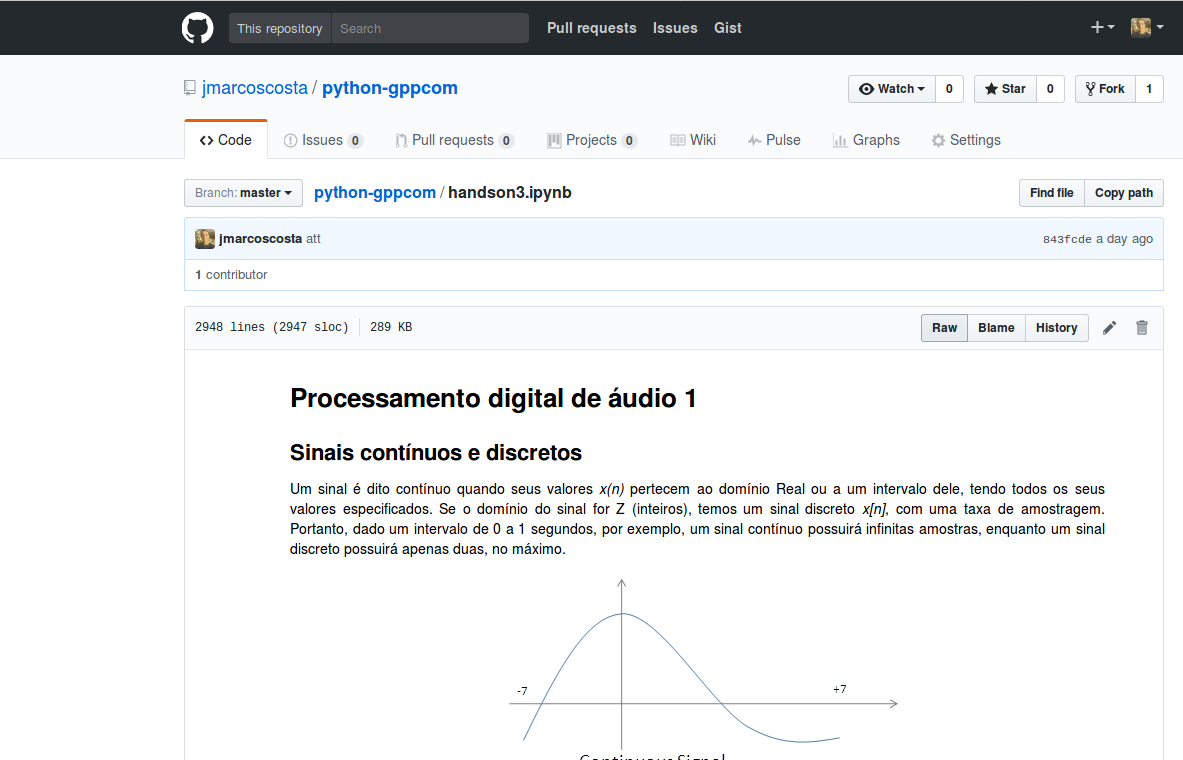 This repository Search Pull requests Issues Gist
jmarcoscosta / python-gppcom
Watch 0 Star 0 Fork 1
Code Issues 0 Pull requests 0 Projects 0 Wiki Pulse Graphs Settings
Branch: master python-gppcom / handson3.ipynb Find file Copy path
jmarcoscosta att 843fcde a day ago
1 contributor
2948 lines (2947 sloc) 289 KB Raw Blame History
Processamento digital de áudio 1
Sinais contínuos e discretos
Um sinal é dito contínuo quando seus valores x(n) pertecem ao domínio Real ou a um intervalo dele, tendo todos os seus
valores especificados. Se o domínio do sinal for Z (inteiros), temos um sinal discreto x[n], com uma taxa de amostragem.
Portanto, dado um intervalo de 0 a 1 segundos, por exemplo, um sinal contínuo possuirá infinitas amostras, enquanto um sinal
discreto possuirá apenas duas, no máximo.
-7 +7
Continuous Signal